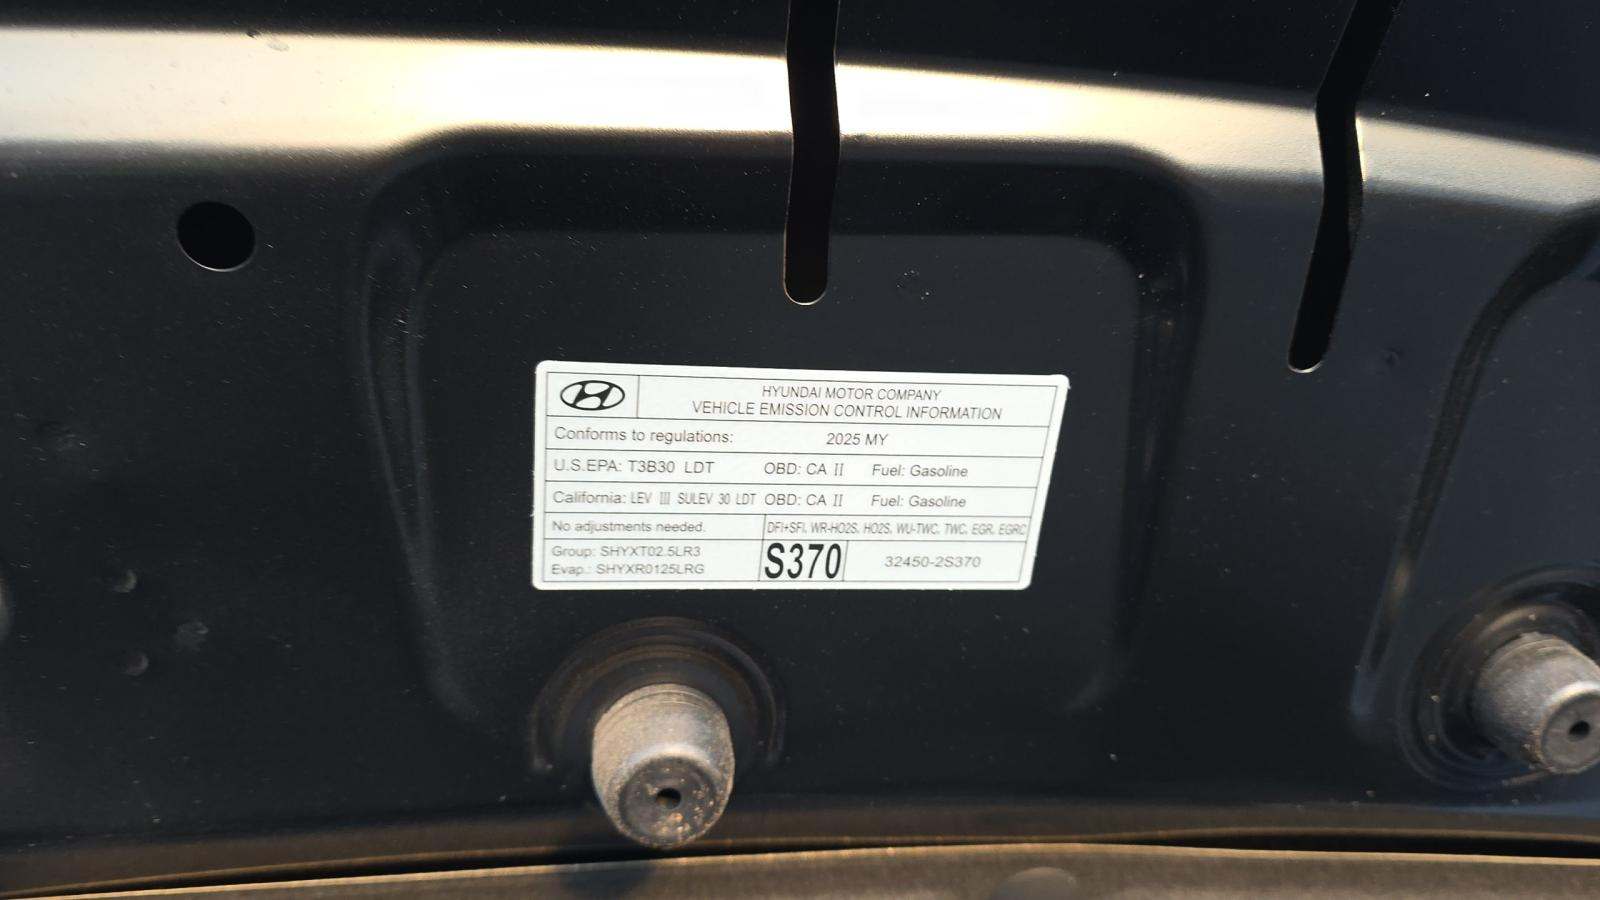 HYUNDAI MOTOR COMPANY
VEHICLE EMISSION CONTROL INFORMATION
Conforms to regulations: 2025 MY
U.S.EPA: T3B30 LDT OBD: CA II Fuel: Gasoline
California: LEV III SULEV 30 LDT OBD: CA II Fuel: Gasoline
No adjustments needed. DFI+SFI, WR-HO2S, HO2S, WU-TWC, TWC, EGR, EGRC
Group: SHYXT02.5LR3
Evap.: SHYXR0125LRG
S370 32450-2S370